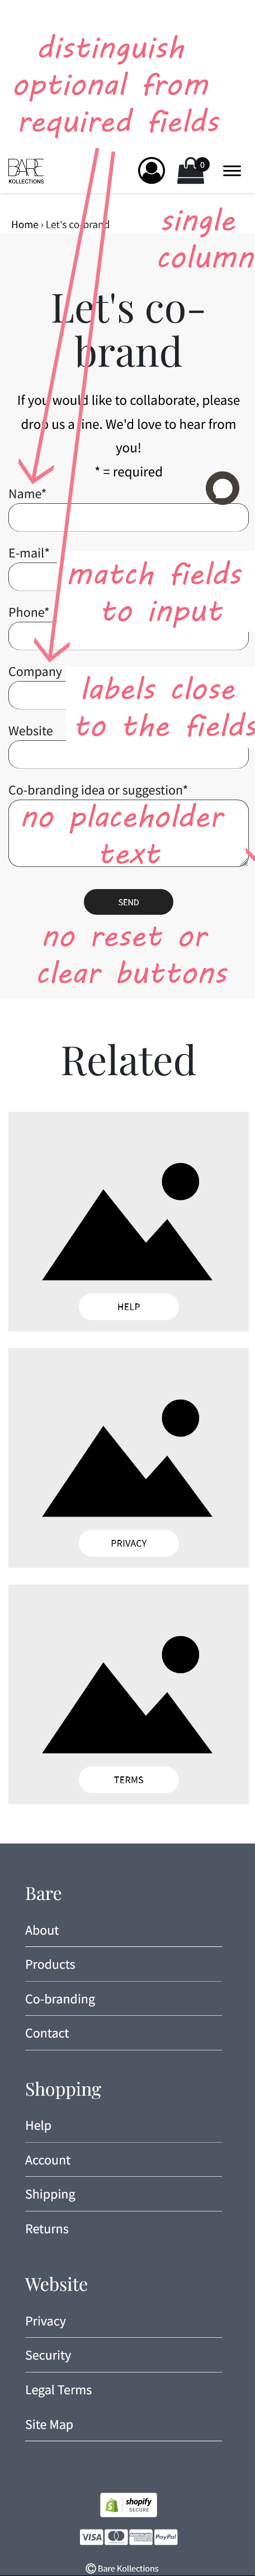 distinguish
optional from
required fields
BARE
KOLLECTIONS
0
Home › Let's co-brand
single
column
Let's co-
brand
If you would like to collaborate, please
drop us a line. We'd love to hear from
you!
* = required
Name*
E-mail*
match fields
to input
Phone*
Company
labels close
to the fields
Website
Co-branding idea or suggestion*
no placeholder
text
SEND
no reset or
clear buttons
Related
HELP
PRIVACY
TERMS
Bare
About
Products
Co-branding
Contact
Shopping
Help
Account
Shipping
Returns
Website
Privacy
Security
Legal Terms
Site Map
shopify
SECURE
VISA
PayPal
© Bare Kollections